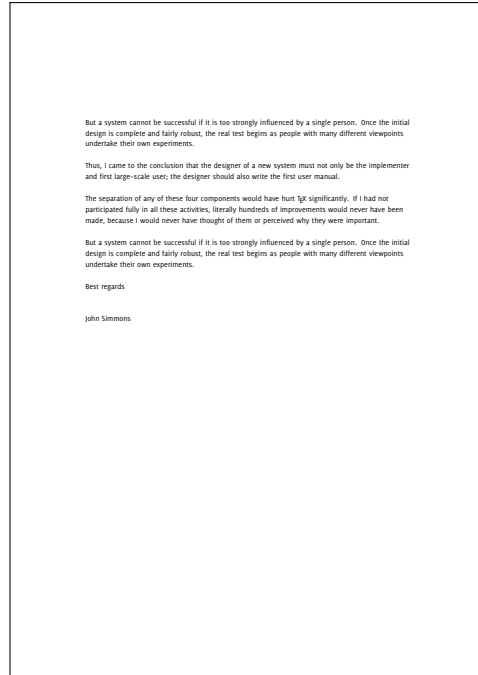 But a system cannot be successful if it is too strongly influenced by a single person. Once the initial
design is complete and fairly robust, the real test begins as people with many different viewpoints
undertake their own experiments.
Thus, I came to the conclusion that the designer of a new system must not only be the implementer
and first large-scale user; the designer should also write the first user manual.
The separation of any of these four components would have hurt TEX significantly. If I had not
participated fully in all these activities, literally hundreds of improvements would never have been
made, because I would never have thought of them or perceived why they were important.
But a system cannot be successful if it is too strongly influenced by a single person. Once the initial
design is complete and fairly robust, the real test begins as people with many different viewpoints
undertake their own experiments.
Best regards
John Simmons